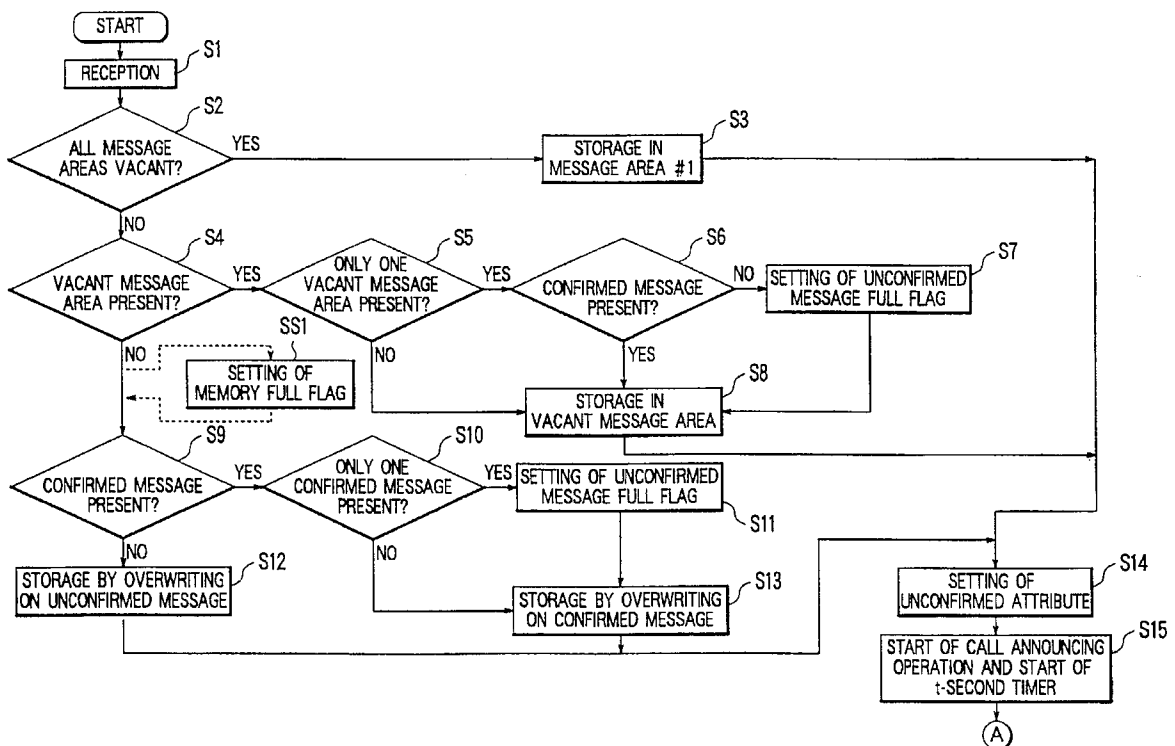 START
S1
RECEPTION
S2
ALL MESSAGE
AREAS VACANT?
YES
S3
STORAGE IN
MESSAGE AREA #1
NO
S4
VACANT MESSAGE
AREA PRESENT?
YES
S5
ONLY ONE
VACANT MESSAGE
AREA PRESENT?
YES
S6
CONFIRMED MESSAGE
PRESENT?
NO
S7
SETTING OF UNCONFIRMED
MESSAGE FULL FLAG
NO
SS1
SETTING OF
MEMORY FULL FLAG
NO
YES
S8
STORAGE IN
VACANT MESSAGE AREA
S9
CONFIRMED MESSAGE
PRESENT?
YES
S10
ONLY ONE
CONFIRMED MESSAGE
PRESENT?
YES
SETTING OF UNCONFIRMED
MESSAGE FULL FLAG
S11
NO
S12
STORAGE BY OVERWRITING
ON UNCONFIRMED MESSAGE
NO
S13
STORAGE BY OVERWRITING
ON CONFIRMED MESSAGE
S14
SETTING OF
UNCONFIRMED ATTRIBUTE
S15
START OF CALL ANNOUNCING
OPERATION AND START OF
t-SECOND TIMER
A